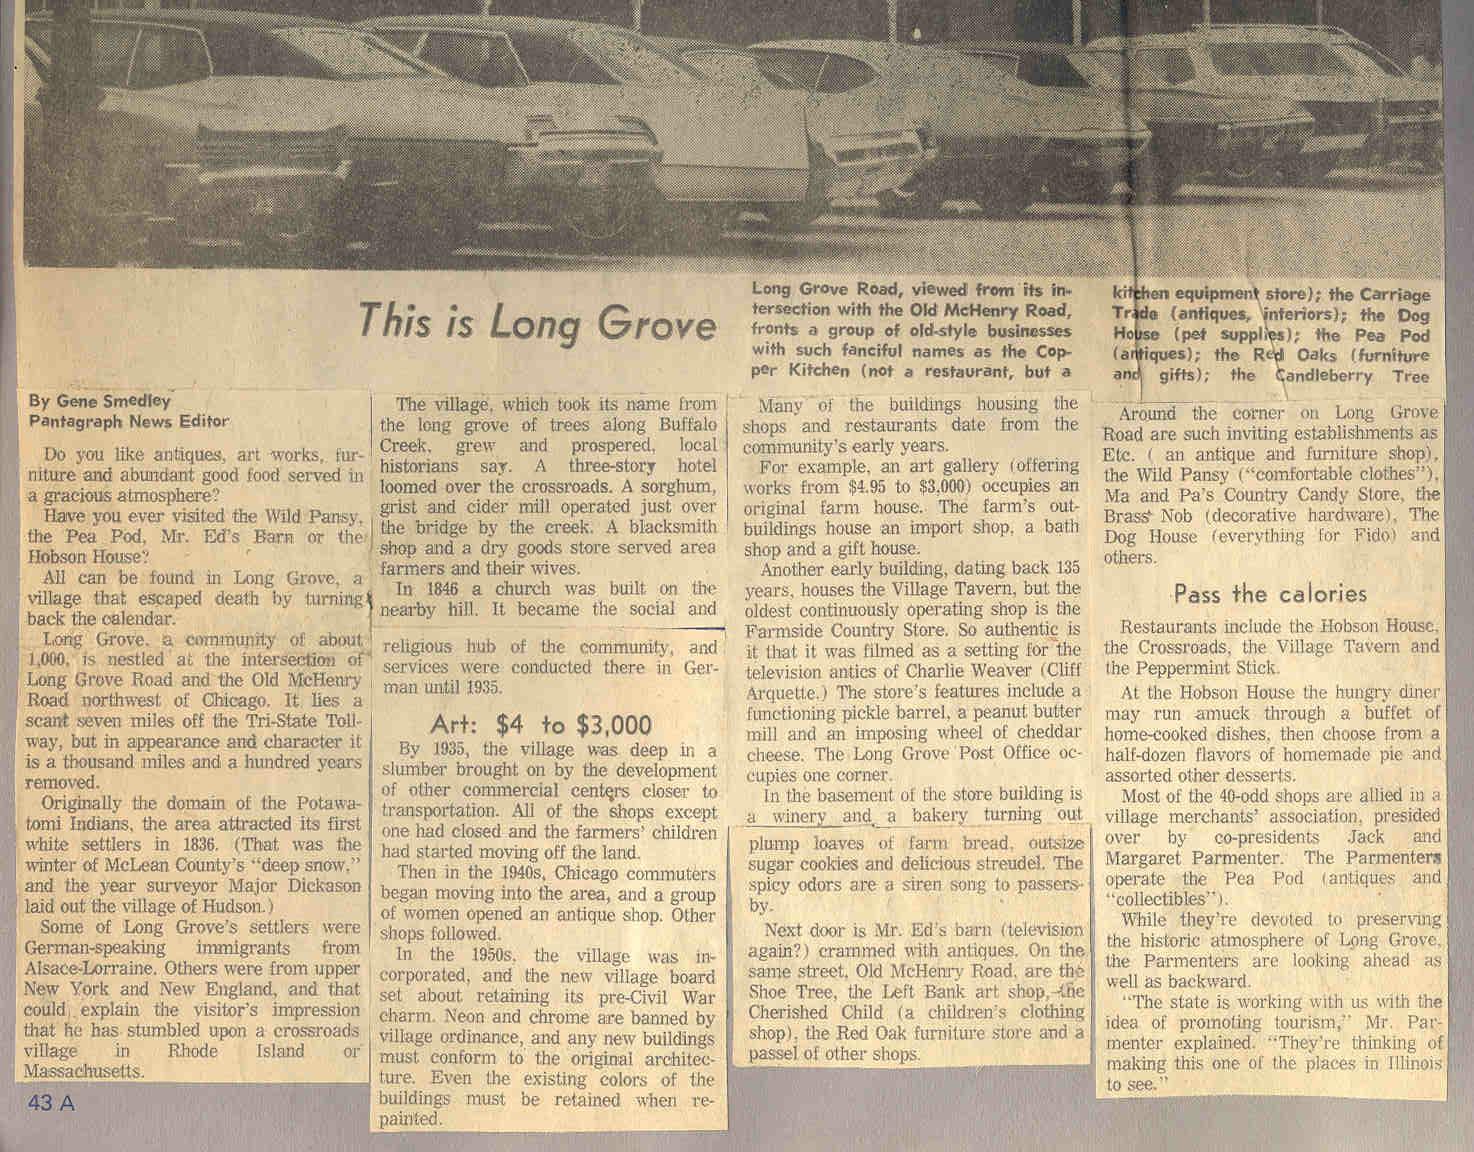 This is Long Grove
Long Grove Road, viewed from its in-
tersection with the Old McHenry Road,
fronts a group of old-style businesses
with such fanciful names as the Cop-
per Kitchen (not a restaurant, but a
kitchen equipment store); the Carriage
Trade (antiques, interiors); the Dog
House (pet supplies); the Pea Pod
(antiques); the Red Oaks (furniture
and gifts); the Candleberry Tree
By Gene Smedley
Pantagraph News Editor
Do you like antiques, art works, fur-
niture and abundant good food served in
a gracious atmosphere?
Have you ever visited the Wild Pansy,
the Pea Pod, Mr. Ed's Barn or the
Hobson House?
All can be found in Long Grove, a
village that escaped death by turning
back the calendar.
Long Grove, a community of about
1,000, is nestled at the intersection of
Long Grove Road and the Old McHenry
Road northwest of Chicago. It lies a
scant seven miles off the Tri-State Toll-
way, but in appearance and character it
is a thousand miles and a hundred years
removed.
Originally the domain of the Potawa-
tomi Indians, the area attracted its first
white settlers in 1836. (That was the
winter of McLean County's "deep snow,"
and the year surveyor Major Dickason
laid out the village of Hudson.)
Some of Long Grove's settlers were
German-speaking immigrants from
Alsace-Lorraine. Others were from upper
New York and New England, and that
could explain the visitor's impression
that he has stumbled upon a crossroads
village in Rhode Island or
Massachusetts.
43 A
The village, which took its name from
the long grove of trees along Buffalo
Creek, grew and prospered, local
historians say. A three-story hotel
loomed over the crossroads. A sorghum,
grist and cider mill operated just over
the bridge by the creek. A blacksmith
shop and a dry goods store served area
farmers and their wives.
In 1846 a church was built on the
nearby hill. It became the social and
religious hub of the community, and
services were conducted there in Ger-
man until 1935.
Art: $4 to $3,000
By 1935, the village was deep in a
slumber brought on by the development
of other commercial centers closer to
transportation. All of the shops except
one had closed and the farmers' children
had started moving off the land.
Then in the 1940s, Chicago commuters
began moving into the area, and a group
of women opened an antique shop. Other
shops followed.
In the 1950s, the village was in-
corporated, and the new village board
set about retaining its pre-Civil War
charm. Neon and chrome are banned by
village ordinance, and any new buildings
must conform to the original architec-
ture. Even the existing colors of the
buildings must be retained when re-
painted.
Many of the buildings housing the
shops and restaurants date from the
community's early years.
For example, an art gallery (offering
works from $4.95 to $3,000) occupies an
original farm house. The farm's out-
buildings house an import shop, a bath
shop and a gift house.
Another early building, dating back 135
years, houses the Village Tavern, but the
oldest continuously operating shop is the
Farmside Country Store. So authentic is
it that it was filmed as a setting for the
television antics of Charlie Weaver (Cliff
Arquette.) The store's features include a
functioning pickle barrel, a peanut butter
mill and an imposing wheel of cheddar
cheese. The Long Grove Post Office oc-
cupies one corner.
In the basement of the store building is
a winery and a bakery turning out
plump loaves of farm bread, outsize
sugar cookies and delicious streudel. The
spicy odors are a siren song to passers-
by.
Next door is Mr. Ed's barn (television
again?) crammed with antiques. On the
same street, Old McHenry Road, are the
Shoe Tree, the Left Bank art shop, the
Cherished Child (a children's clothing
shop), the Red Oak furniture store and a
passel of other shops.
Around the corner on Long Grove
Road are such inviting establishments as
Etc. ( an antique and furniture shop),
the Wild Pansy ("comfortable clothes"),
Ma and Pa's Country Candy Store, the
Brass Nob (decorative hardware), The
Dog House (everything for Fido) and
others.
Pass the calories
Restaurants include the Hobson House,
the Crossroads, the Village Tavern and
the Peppermint Stick.
At the Hobson House the hungry diner
may run amuck through a buffet of
home-cooked dishes, then choose from a
half-dozen flavors of homemade pie and
assorted other desserts.
Most of the 40-odd shops are allied in a
village merchants' association, presided
over by co-presidents Jack and
Margaret Parmenter. The Parmenters
operate the Pea Pod (antiques and
"collectibles").
While they're devoted to preserving
the historic atmosphere of Long Grove,
the Parmenters are looking ahead as
well as backward.
"The state is working with us with the
idea of promoting tourism," Mr. Par-
menter explained. "They're thinking of
making this one of the places in Illinois
to see."